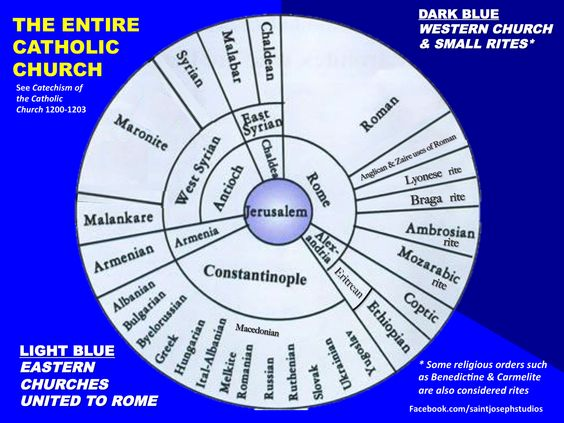 THE ENTIRE
CATHOLIC
CHURCH
See Catechism of
the Catholic
Church 1200-1203
DARK BLUE
WESTERN CHURCH
& SMALL RITES*
Jerusalem
Rome
Roman
Anglican & Zaire uses of Roman
Lyonese rite
Braga rite
Ambrosian
rite
Mozarabic
rite
Alex-
andria
Coptic
Ethiopian
Eritrean
Constantinople
Macedonian
Yugoslav
Ukrainian
Slovak
Ruthenian
Russian
Romanian
Melkite
Ital-Albanian
Hungarian
Greek
Byelorussian
Bulgarian
Albanian
Armenia
Armenian
Antioch
West Syrian
Malankare
Maronite
Syrian
Chaldea
East
Syrian
Malabar
Chaldean
LIGHT BLUE
EASTERN
CHURCHES
UNITED TO ROME
* Some religious orders such
as Benedictine & Carmelite
are also considered rites
Facebook.com/saintjosephstudios